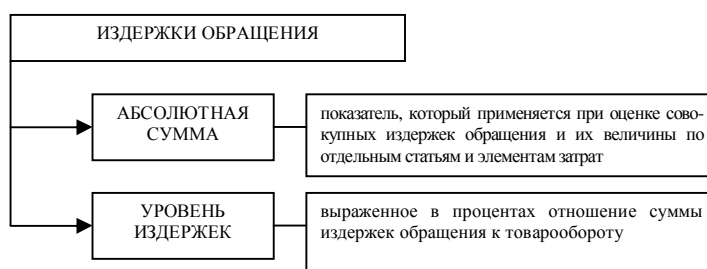 ИЗДЕРЖКИ ОБРАЩЕНИЯ
АБСОЛЮТНАЯ
СУММА
показатель, который применяется при оценке сово-
купных издержек обращения и их величины по
отдельным статьям и элементам затрат
УРОВЕНЬ
ИЗДЕРЖЕК
выраженное в процентах отношение суммы
издержек обращения к товарообороту